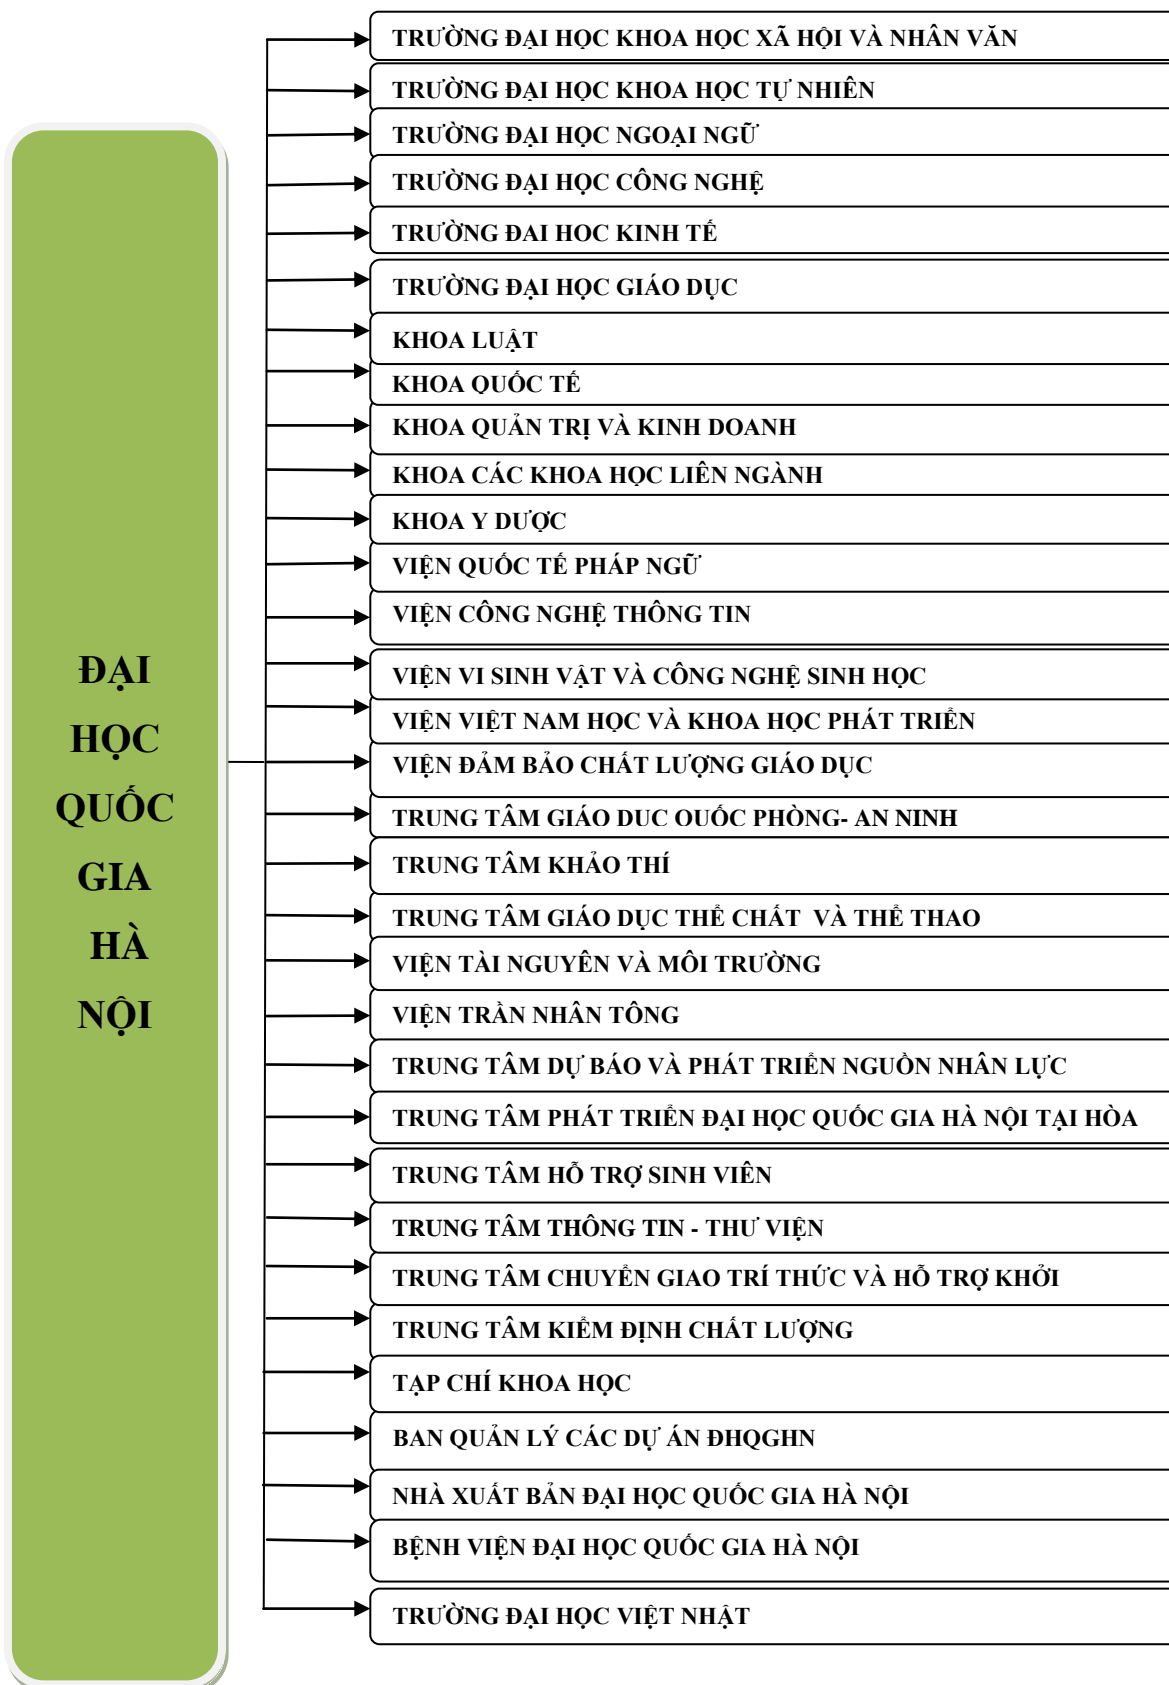 ĐẠI
HỌC
QUỐC
GIA
HÀ
NỘI
TRƯỜNG ĐẠI HỌC KHOA HỌC XÃ HỘI VÀ NHÂN VĂN
TRƯỜNG ĐẠI HỌC KHOA HỌC TỰ NHIÊN
TRƯỜNG ĐẠI HỌC NGOẠI NGỮ
TRƯỜNG ĐẠI HỌC CÔNG NGHỆ
TRƯỜNG ĐAI HOC KINH TẾ
TRƯỜNG ĐẠI HỌC GIÁO DỤC
KHOA LUẬT
KHOA QUỐC TẾ
KHOA QUẢN TRỊ VÀ KINH DOANH
KHOA CÁC KHOA HỌC LIÊN NGÀNH
KHOA Y DƯỢC
VIỆN QUỐC TẾ PHÁP NGỮ
VIỆN CÔNG NGHỆ THÔNG TIN
VIỆN VI SINH VẬT VÀ CÔNG NGHỆ SINH HỌC
VIỆN VIỆT NAM HỌC VÀ KHOA HỌC PHÁT TRIỂN
VIỆN ĐẢM BẢO CHẤT LƯỢNG GIÁO DỤC
TRUNG TÂM GIÁO DUC OUỐC PHÒNG- AN NINH
TRUNG TÂM KHẢO THÍ
TRUNG TÂM GIÁO DỤC THỂ CHẤT VÀ THỂ THAO
VIỆN TÀI NGUYÊN VÀ MÔI TRƯỜNG
VIỆN TRẦN NHÂN TÔNG
TRUNG TÂM DỰ BÁO VÀ PHÁT TRIỂN NGUỒN NHÂN LỰC
TRUNG TÂM PHÁT TRIỂN ĐẠI HỌC QUỐC GIA HÀ NỘI TẠI HÒA
TRUNG TÂM HỖ TRỢ SINH VIÊN
TRUNG TÂM THÔNG TIN - THƯ VIỆN
TRUNG TÂM CHUYỂN GIAO TRÍ THỨC VÀ HỖ TRỢ KHỞI
TRUNG TÂM KIỂM ĐỊNH CHẤT LƯỢNG
TẠP CHÍ KHOA HỌC
BAN QUẢN LÝ CÁC DỰ ÁN ĐHQGHN
NHÀ XUẤT BẢN ĐẠI HỌC QUỐC GIA HÀ NỘI
BỆNH VIỆN ĐẠI HỌC QUỐC GIA HÀ NỘI
TRƯỜNG ĐẠI HỌC VIỆT NHẬT